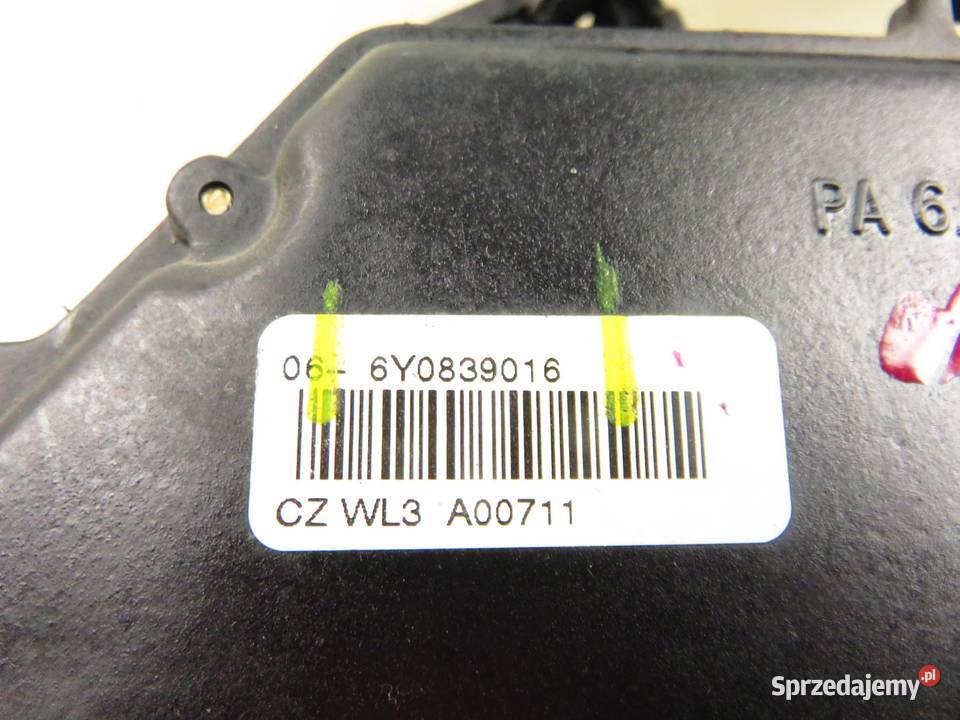 PA 6
06- 6Y0839016
CZ WL3 A00711
Sprzedajemy.pl